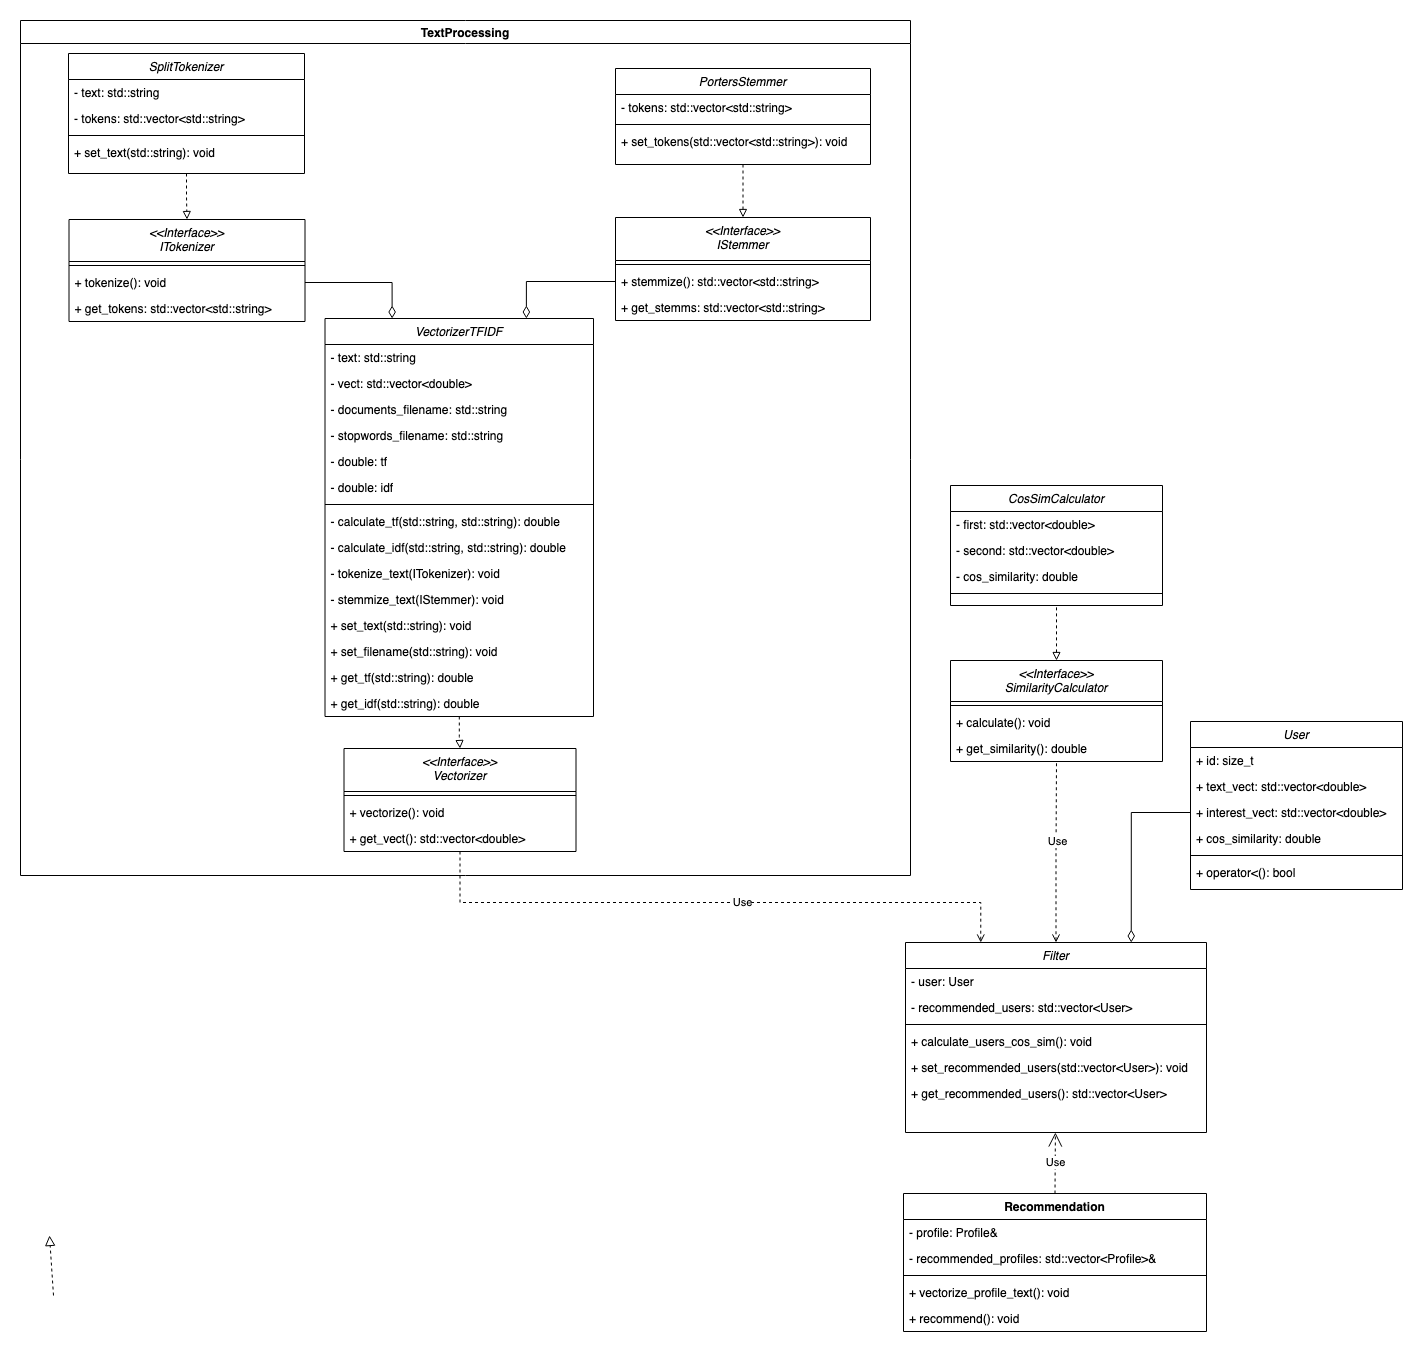 TextProcessing
SplitTokenizer
- text: std::string
- tokens: std::vector<std::string>
+ set_text(std::string): void
PortersStemmer
- tokens: std::vector<std::string>
+ set_tokens(std::vector<std::string>): void
<<Interface>>
ITokenizer
+ tokenize(): void
+ get_tokens: std::vector<std::string>
<<Interface>>
IStemmer
+ stemmize(): std::vector<std::string>
+ get_stemms: std::vector<std::string>
VectorizerTFIDF
- text: std::string
- vect: std::vector<double>
- documents_filename: std::string
- stopwords_filename: std::string
- double: tf
- double: idf
- calculate_tf(std::string, std::string): double
- calculate_idf(std::string, std::string): double
- tokenize_text(ITokenizer): void
- stemmize_text(IStemmer): void
+ set_text(std::string): void
+ set_filename(std::string): void
+ get_tf(std::string): double
+ get_idf(std::string): double
<<Interface>>
Vectorizer
+ vectorize(): void
+ get_vect(): std::vector<double>
CosSimCalculator
- first: std::vector<double>
- second: std::vector<double>
- cos_similarity: double
<<Interface>>
SimilarityCalculator
+ calculate(): void
+ get_similarity(): double
User
+ id: size_t
+ text_vect: std::vector<double>
+ interest_vect: std::vector<double>
+ cos_similarity: double
+ operator<(): bool
Use
Use
Filter
- user: User
- recommended_users: std::vector<User>
+ calculate_users_cos_sim(): void
+ set_recommended_users(std::vector<User>): void
+ get_recommended_users(): std::vector<User>
Use
Recommendation
- profile: Profile&
- recommended_profiles: std::vector<Profile>&
+ vectorize_profile_text(): void
+ recommend(): void